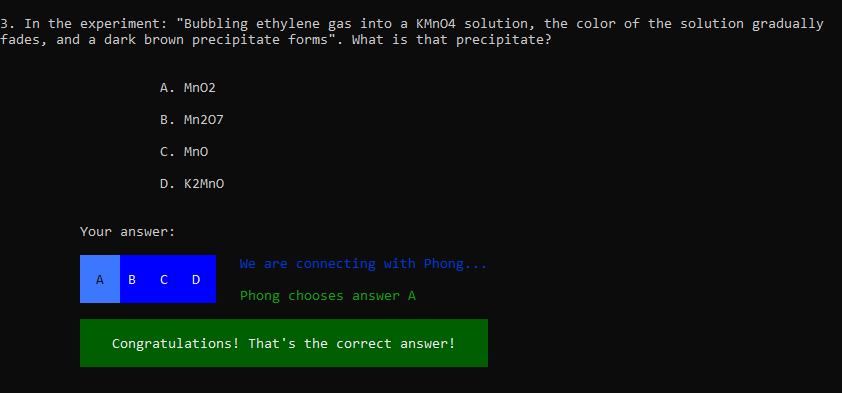 3. In the experiment: "Bubbling ethylene gas into a KMnO4 solution, the color of the solution gradually
fades, and a dark brown precipitate forms". What is that precipitate?
A. MnO2
B. Mn2O7
C. MnO
D. K2MnO
Your answer:
A B C D
We are connecting with Phong...
Phong chooses answer A
Congratulations! That's the correct answer!